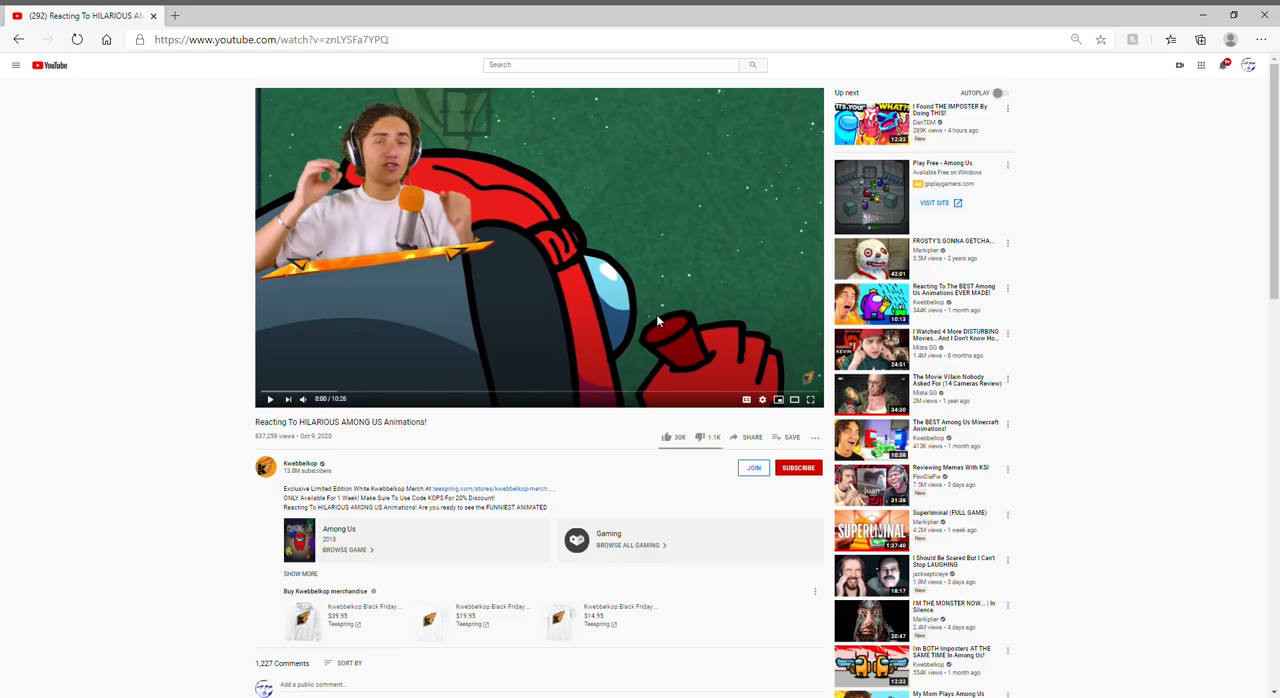 (292) Reacting To HILARIOUS AM
https://www.youtube.com/watch?v=znLYSFa7YPQ
YouTube
Search
9+
0:00 / 10:28
Reacting To HILARIOUS AMONG US Animations!
837,259 views • Oct 9, 2020
30K
1.1K
SHARE
SAVE
Kwebbelkop
13.8M subscribers
JOIN
SUBSCRIBE
Exclusive Limited Edition White Kwebbelkop Merch At teespring.com/stores/kwebbelkop-merch... ,
ONLY Available For 1 Week! Make Sure To Use Code KOPS For 20% Discount!
Reacting To HILARIOUS AMONG US Animations! Are you ready to see the FUNNIEST ANIMATED
Among Us
2018
BROWSE GAME
Gaming
BROWSE ALL GAMING
SHOW MORE
Buy Kwebbelkop merchandise
Kwebbelkop Black Friday ...
$39.95
Teespring
Kwebbelkop Black Friday ...
$19.95
Teespring
Kwebbelkop Black Friday ...
$14.95
Teespring
1,227 Comments
SORT BY
Add a public comment...
Up next
AUTOPLAY
12:32
I Found THE IMPOSTER By
Doing THIS!
DanTDM
289K views • 4 hours ago
New
Play Free - Among Us
Available Free on Windows
Ad goplaygamers.com
VISIT SITE
42:01
FROSTY'S GONNA GETCHA...
Markiplier
3.5M views • 2 years ago
10:13
Reacting To The BEST Among
Us Animations EVER MADE!
Kwebbelkop
344K views • 1 month ago
KEVIN
24:51
I Watched 4 More DISTURBING
Movies...And I Don't Know Ho...
Mista GG
1.4M views • 8 months ago
34:30
The Movie Villain Nobody
Asked For (14 Cameras Review)
Mista GG
2M views • 1 year ago
10:38
The BEST Among Us Minecraft
Animations!
Kwebbelkop
413K views • 1 month ago
Juan
31:38
Reviewing Memes With KSI
PewDiePie
7.5M views • 3 days ago
New
SUPERLIMINAL
1:37:40
Superliminal (FULL GAME)
Markiplier
4.2M views • 1 week ago
New
18:17
I Should Be Scared But I Can't
Stop LAUGHING
jacksepticeye
1.9M views • 3 days ago
New
20:47
I'M THE MONSTER NOW... | In
Silence
Markiplier
2.4M views • 4 days ago
New
12:32
I'm BOTH Imposters AT THE
SAME TIME In Among Us!
Kwebbelkop
554K views • 1 month ago
My Mom Plays Among Us